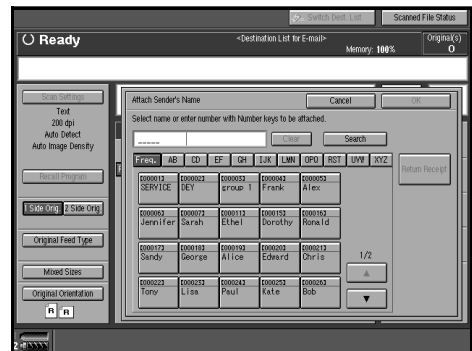 Switch Dest. List Scanned File Status
Ready <Destination List for E-mail> Memory: 100% Original(s) 0
Scan Settings
Text
200 dpi
Auto Detect
Auto Image Density
Recall Program
1 Side Orig. 2 Side Orig.
Original Feed Type
Mixed Sizes
Original Orientation
R R
Attach Sender's Name Cancel OK
Select name or enter number with Number keys to be attached.
_____ Clear Search
Freq. AB CD EF GH IJK LMN OPQ RST UVW XYZ
Return Receipt
[00001] [00002] [00003] [00004] [00005]
SERVICE DEY group 1 Frank Alex
[00006] [00007] [00011] [00015] [00016]
Jennifer Sarah Ethel Dorothy Ronald
[00017] [00018] [00019] [00020] [00021]
Sandy George Alice Edward Chris
1/2
[00022] [00023] [00024] [00025] [00026]
Tony Lisa Paul Kate Bob